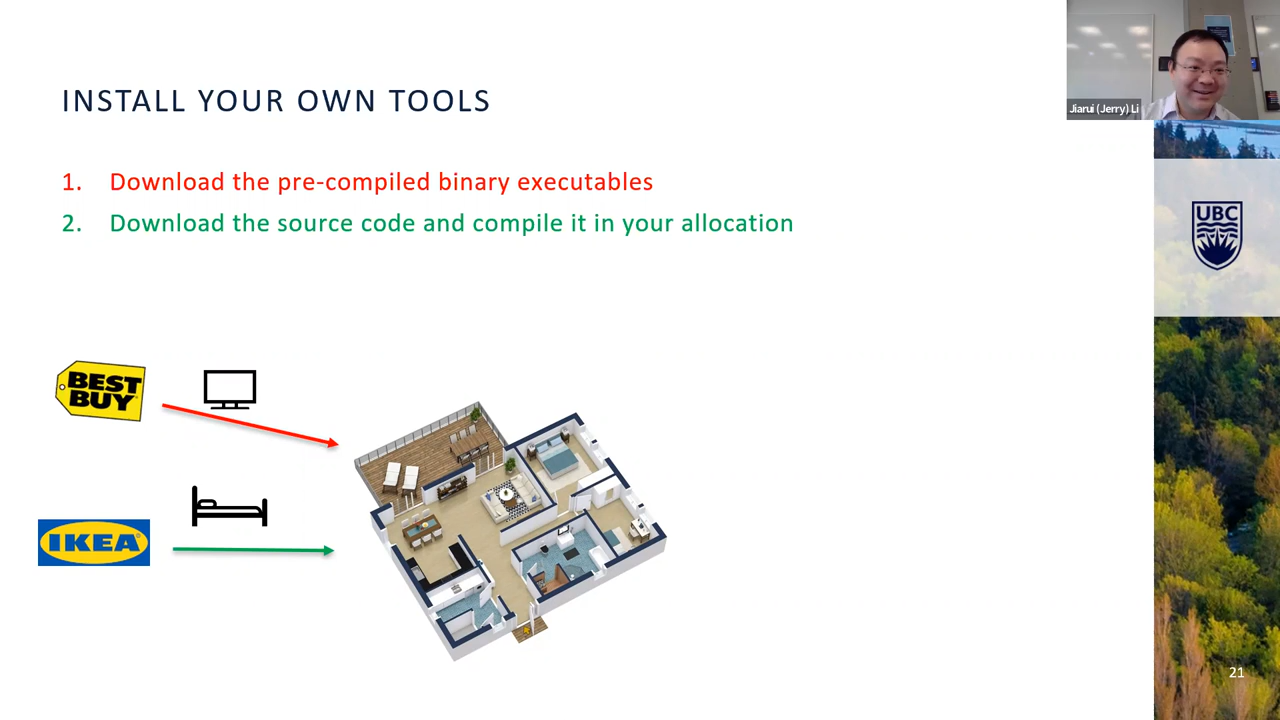 INSTALL YOUR OWN TOOLS
1. Download the pre-compiled binary executables
2. Download the source code and compile it in your allocation
BEST
BUY
IKEA
Jiarui (Jerry) Li
UBC
21